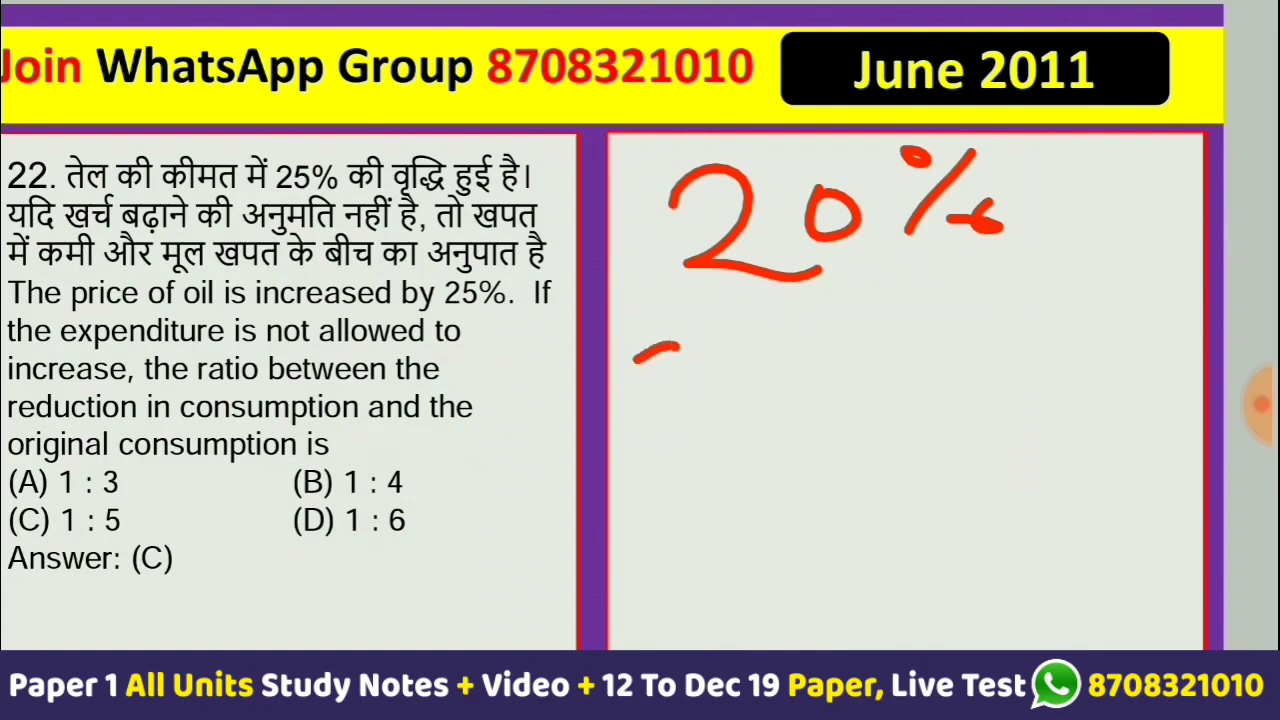 Join WhatsApp Group 8708321010
June 2011
22. तेल की कीमत में 25% की वृद्धि हुई है।
यदि खर्च बढ़ाने की अनुमति नहीं है, तो खपत
में कमी और मूल खपत के बीच का अनुपात है
The price of oil is increased by 25%. If
the expenditure is not allowed to
increase, the ratio between the
reduction in consumption and the
original consumption is
(A) 1 : 3 (B) 1 : 4
(C) 1 : 5 (D) 1 : 6
Answer: (C)
20%
Paper 1 All Units Study Notes + Video + 12 To Dec 19 Paper, Live Test 8708321010